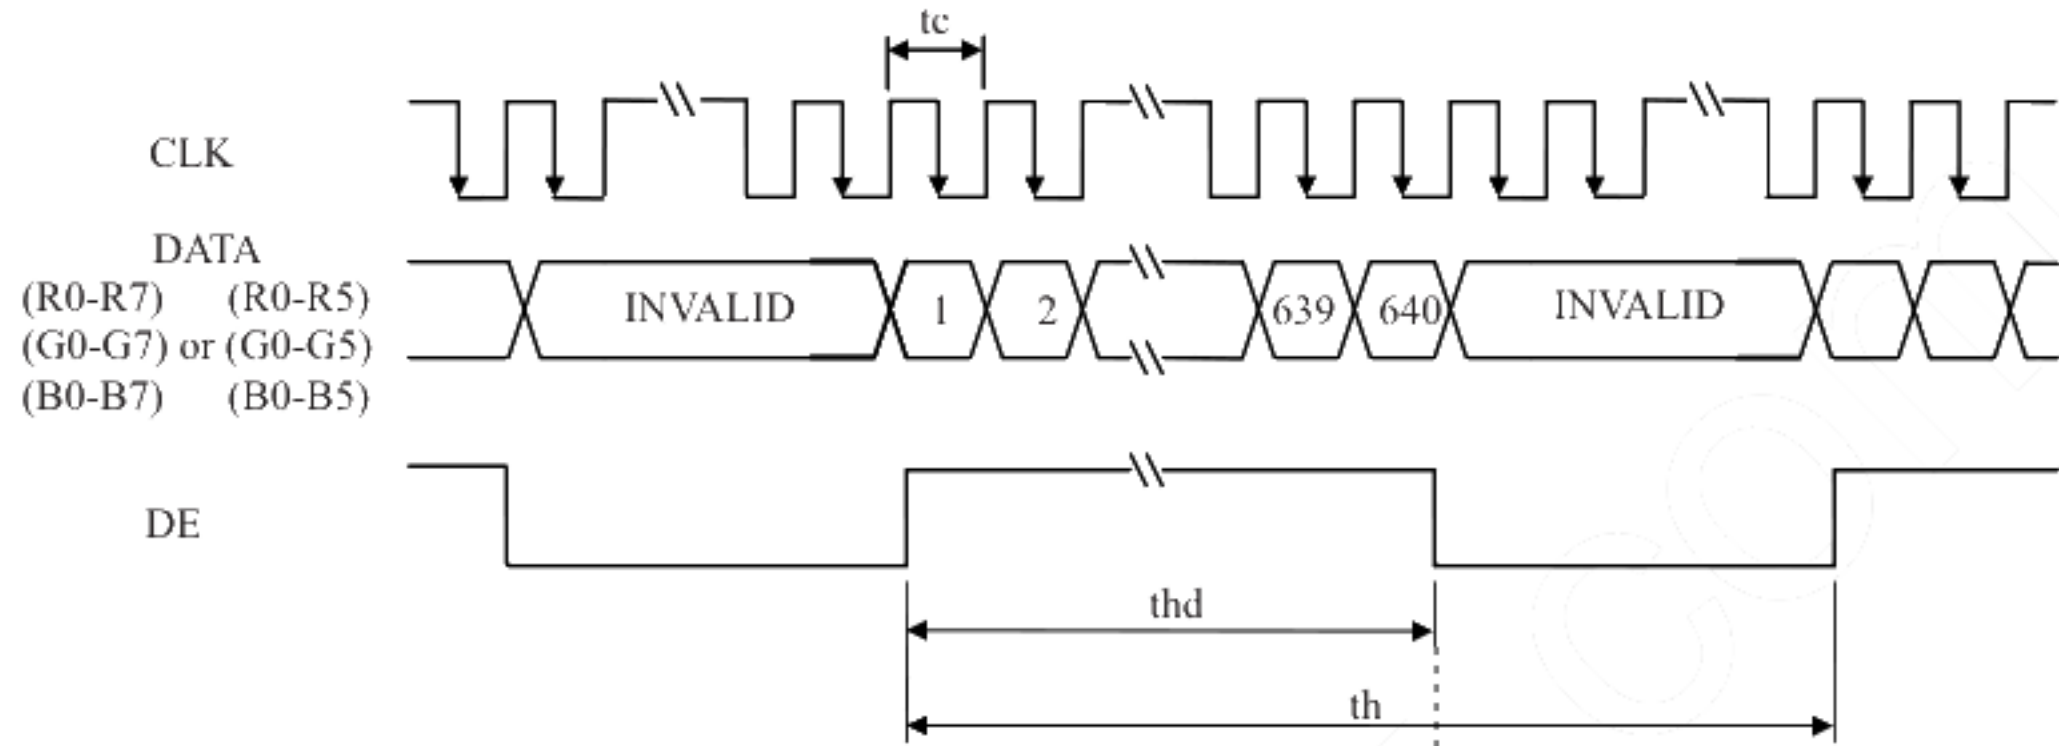 tc
CLK
DATA
(R0-R7) (R0-R5)
(G0-G7) or (G0-G5)
(B0-B7) (B0-B5)
INVALID 1 2 639 640 INVALID
DE
thd
th